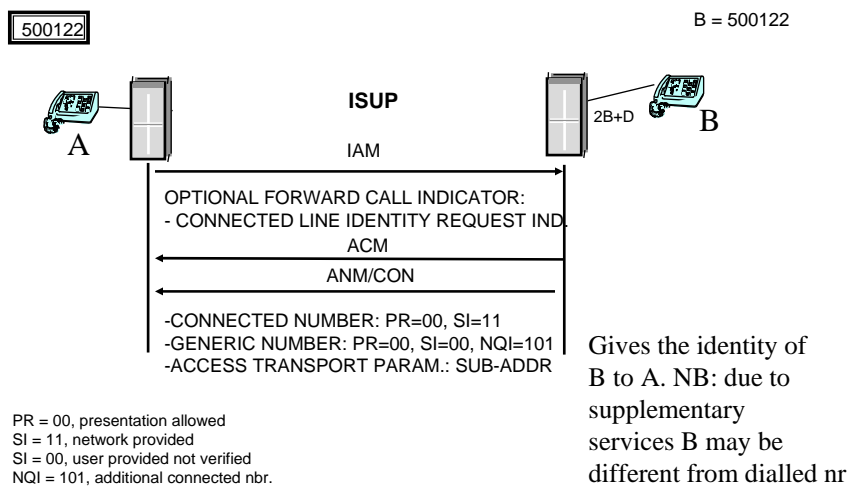 500122
B = 500122
ISUP
2B+D
A
B
IAM
OPTIONAL FORWARD CALL INDICATOR:
- CONNECTED LINE IDENTITY REQUEST IND.
ACM
ANM/CON
-CONNECTED NUMBER: PR=00, SI=11
-GENERIC NUMBER: PR=00, SI=00, NQI=101
-ACCESS TRANSPORT PARAM.: SUB-ADDR
Gives the identity of
B to A. NB: due to
supplementary
services B may be
different from dialled nr
PR = 00, presentation allowed
SI = 11, network provided
SI = 00, user provided not verified
NQI = 101, additional connected nbr.